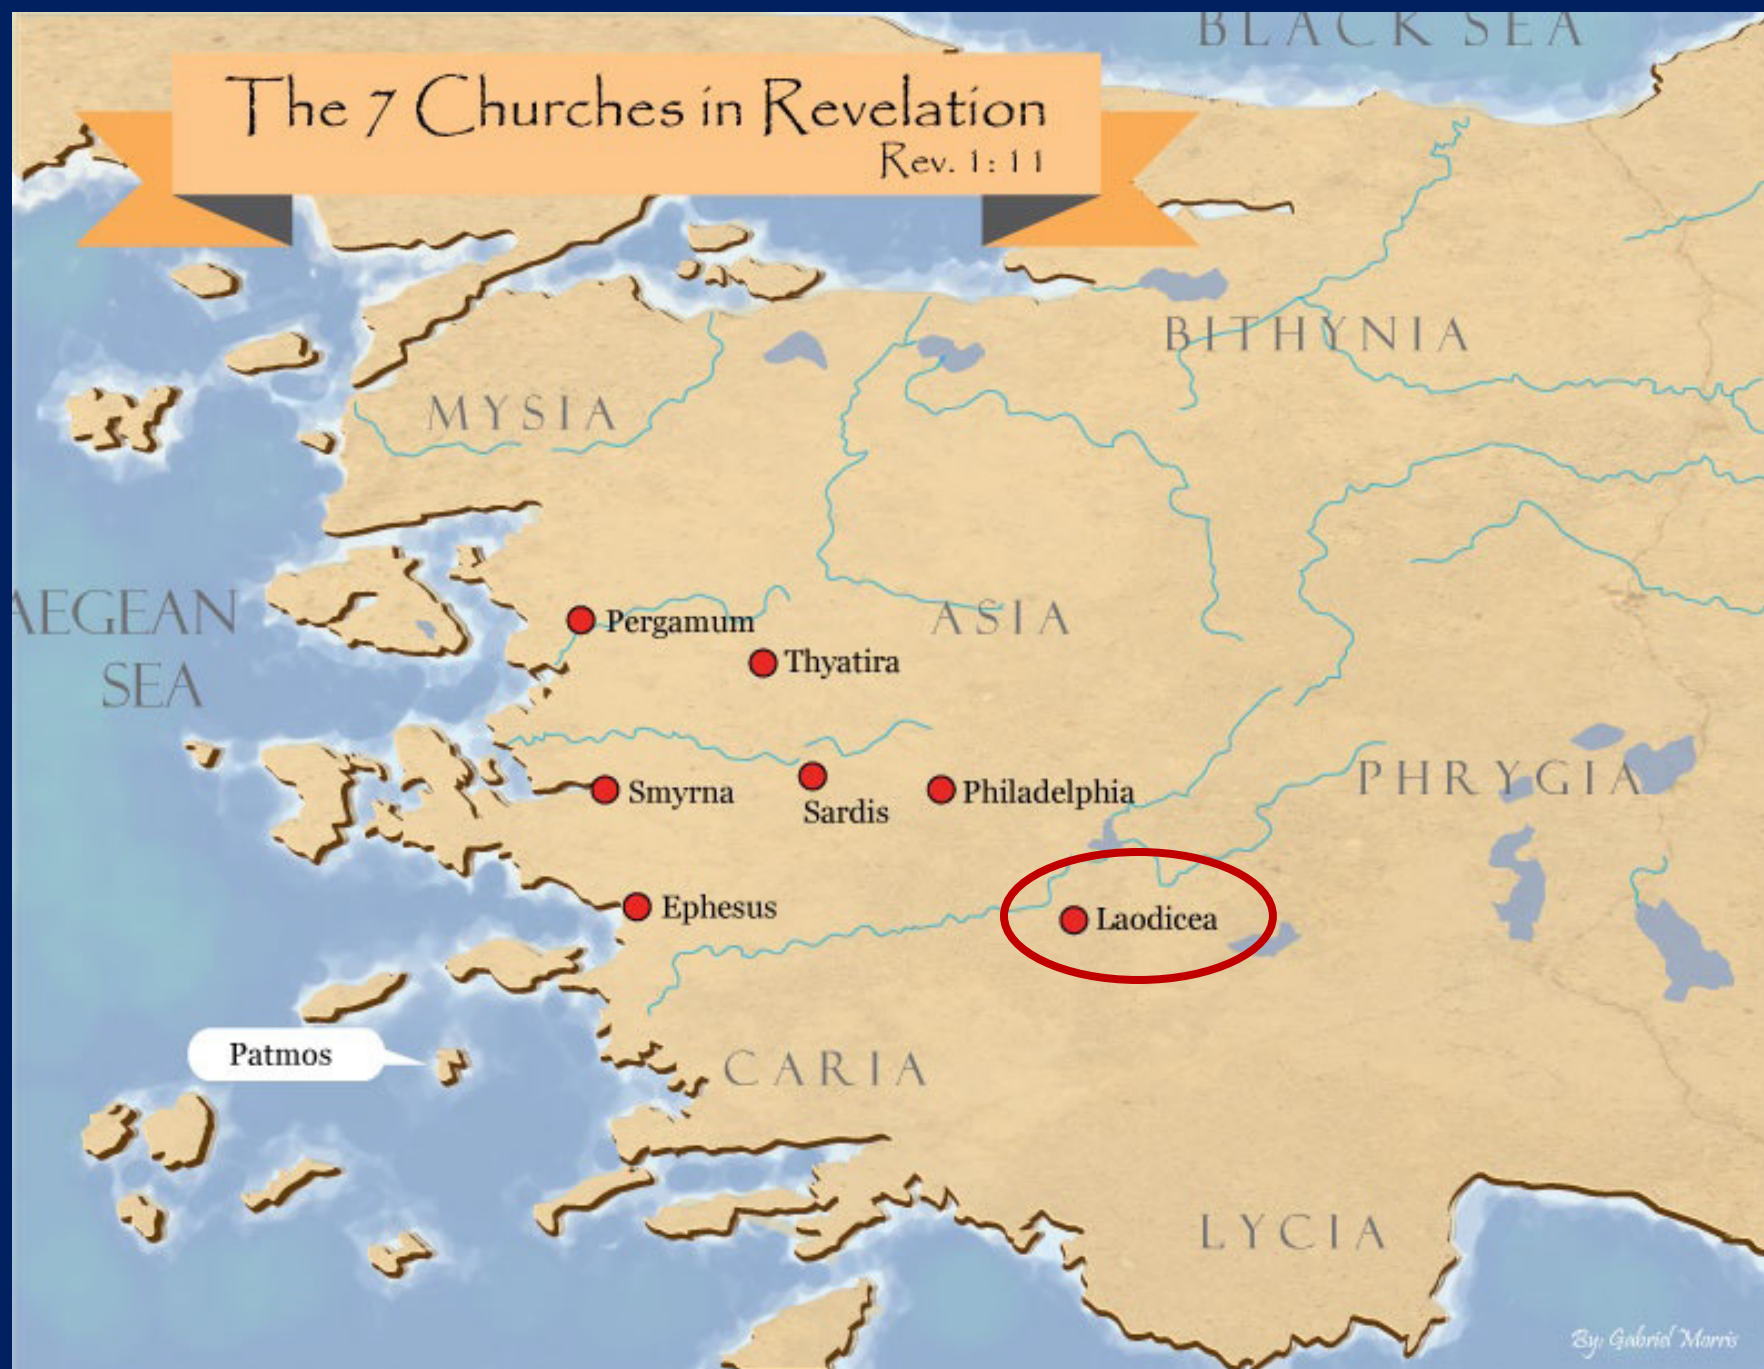 BLACK SEA
The 7 Churches in Revelation
Rev. 1:11
BITHYNIA
MYSIA
AEGEAN
SEA
ASIA
Pergamum
Thyatira
PHRYGIA
Smyrna
Sardis
Philadelphia
Ephesus
Laodicea
Patmos
CARIA
LYCIA
By: Gabriel Morris